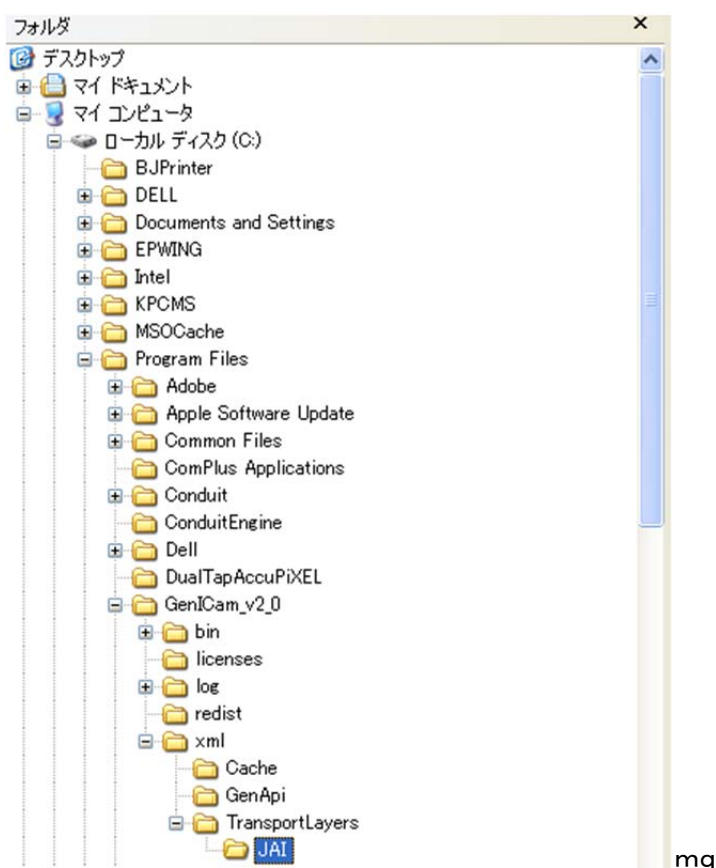 フォルダ
デスクトップ
マイ ドキュメント
マイ コンピュータ
ローカル ディスク (C:)
BJPrinter
DELL
Documents and Settings
EPWING
Intel
KPCMS
MSOCache
Program Files
Adobe
Apple Software Update
Common Files
ComPlus Applications
Conduit
ConduitEngine
Dell
DualTapAccuPiXEL
GenICam_v2_0
bin
licenses
log
redist
xml
Cache
GenApi
TransportLayers
JAI